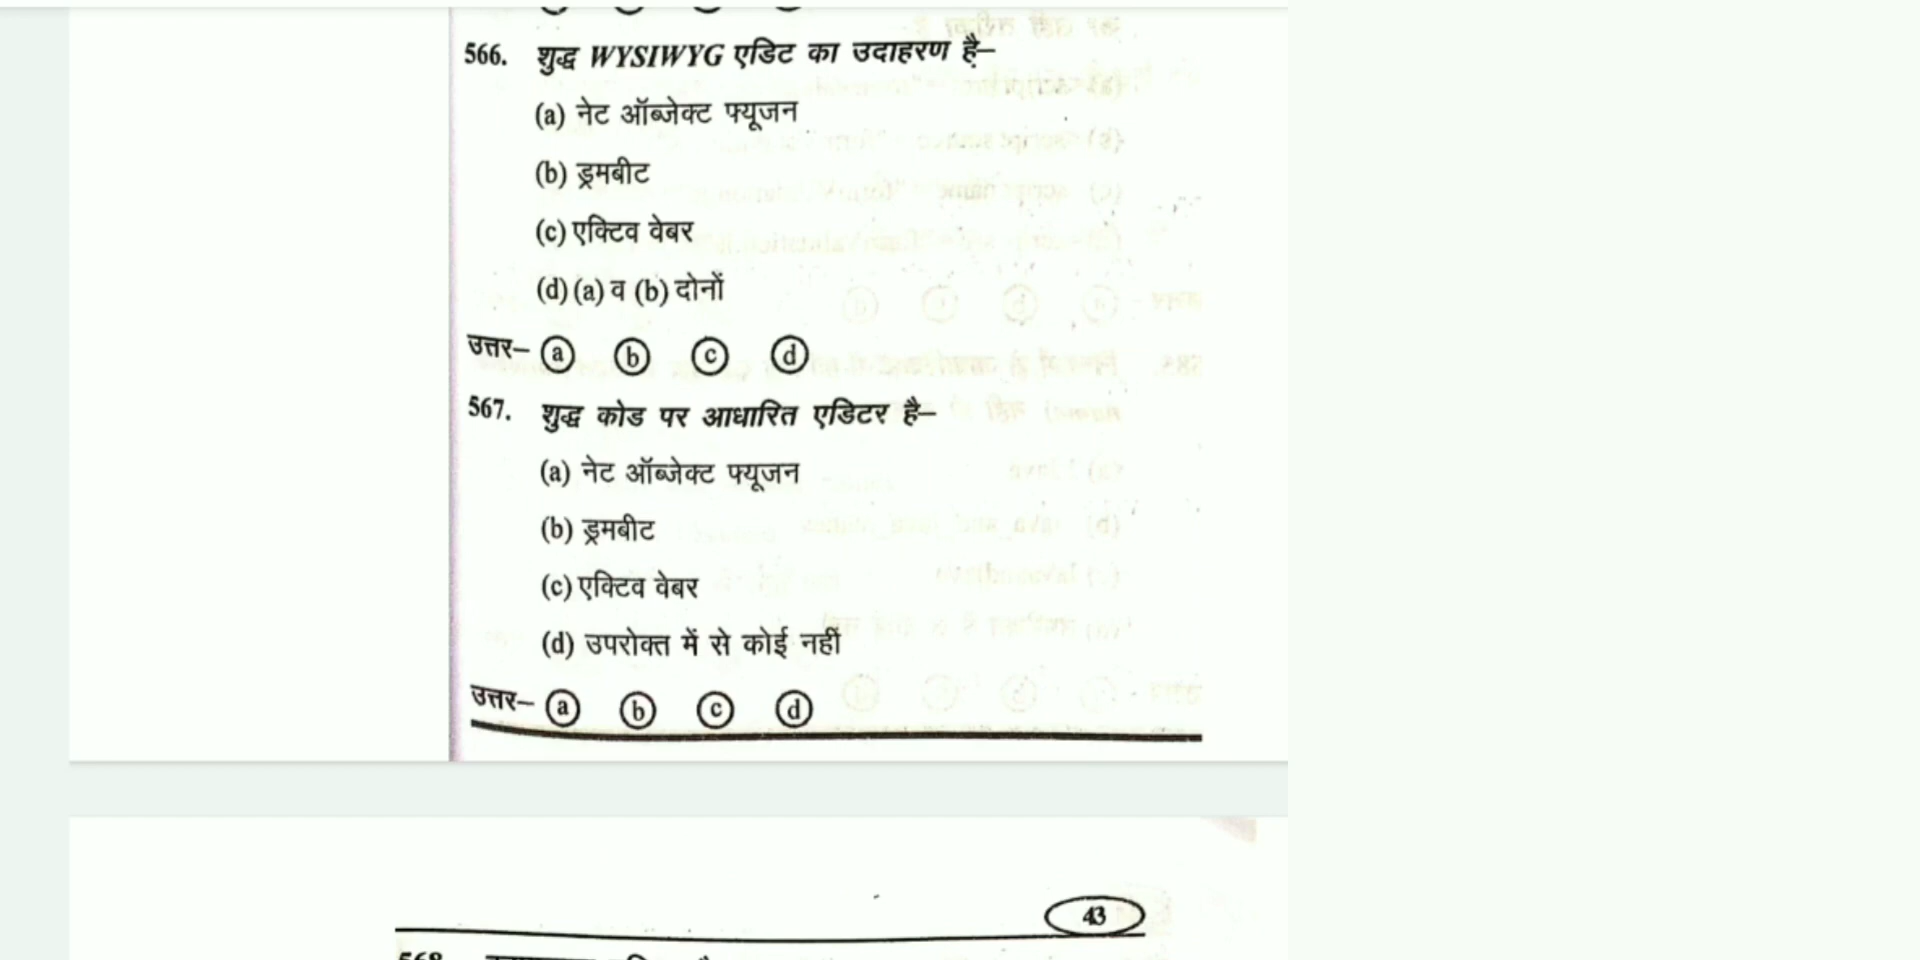 566. शुद्ध WYSIWYG एडिट का उदाहरण है–
(a) नेट ऑब्जेक्ट फ्यूजन
(b) ड्रमबीट
(c) एक्टिव वेबर
(d) (a) व (b) दोनों
उत्तर– a b c d
567. शुद्ध कोड पर आधारित एडिटर है–
(a) नेट ऑब्जेक्ट फ्यूजन
(b) ड्रमबीट
(c) एक्टिव वेबर
(d) उपरोक्त में से कोई नहीं
उत्तर– a b c d
43